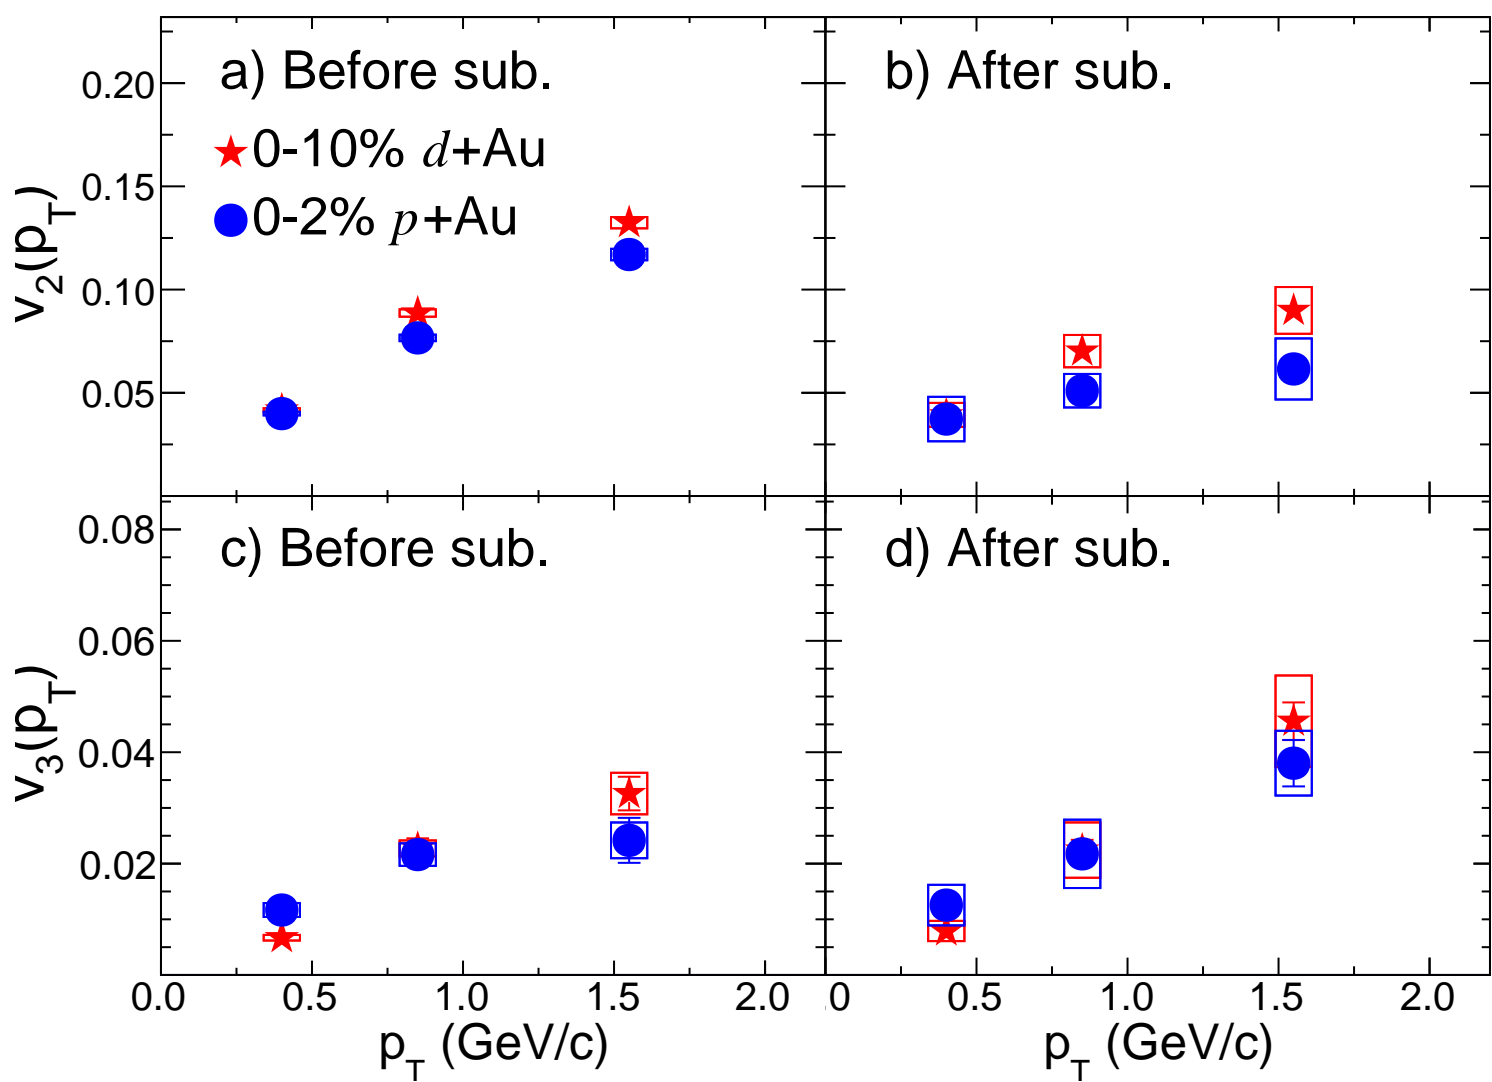 a) Before sub.
b) After sub.
0-10% d+Au
0-2% p+Au
v2(pT)
0.20
0.15
0.10
0.05
c) Before sub.
d) After sub.
v3(pT)
0.08
0.06
0.04
0.02
0.0 0.5 1.0 1.5 2.0
.0 0.5 1.0 1.5 2.0
pT (GeV/c)
pT (GeV/c)